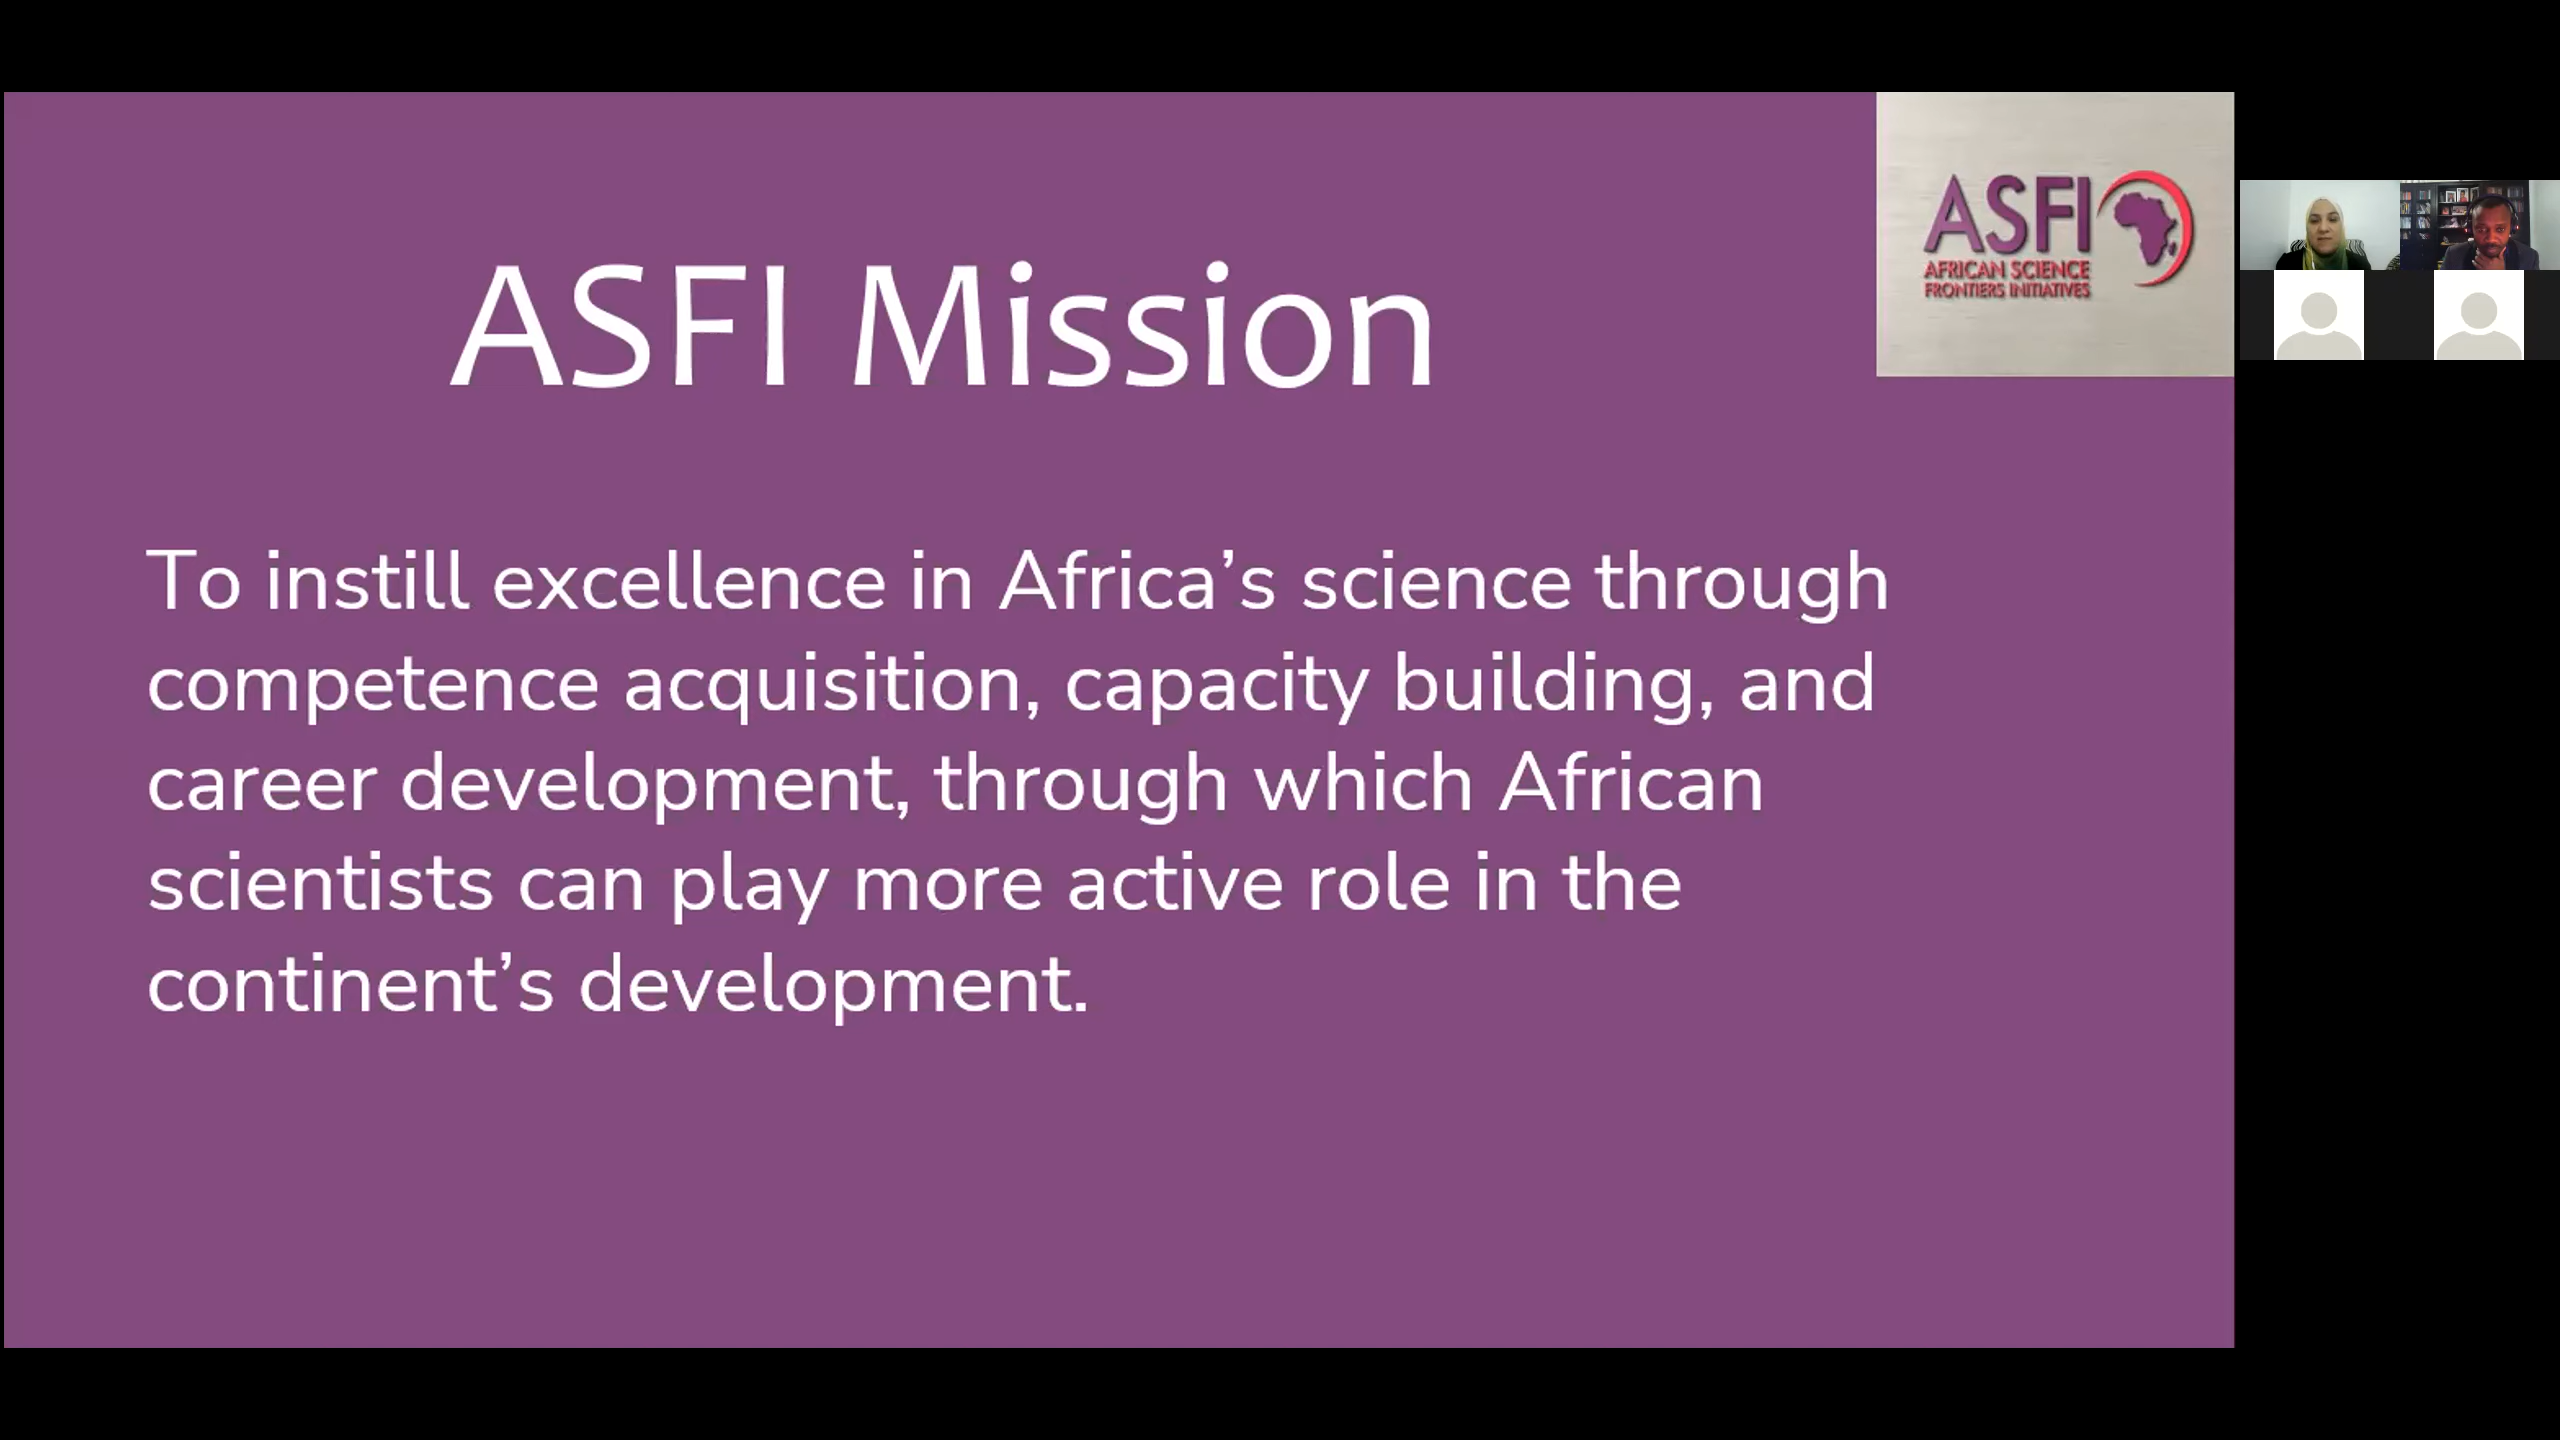 ASFI
AFRICAN SCIENCE
FRONTIERS INITIATIVES
ASFI Mission
To instill excellence in Africa’s science through
competence acquisition, capacity building, and
career development, through which African
scientists can play more active role in the
continent’s development.